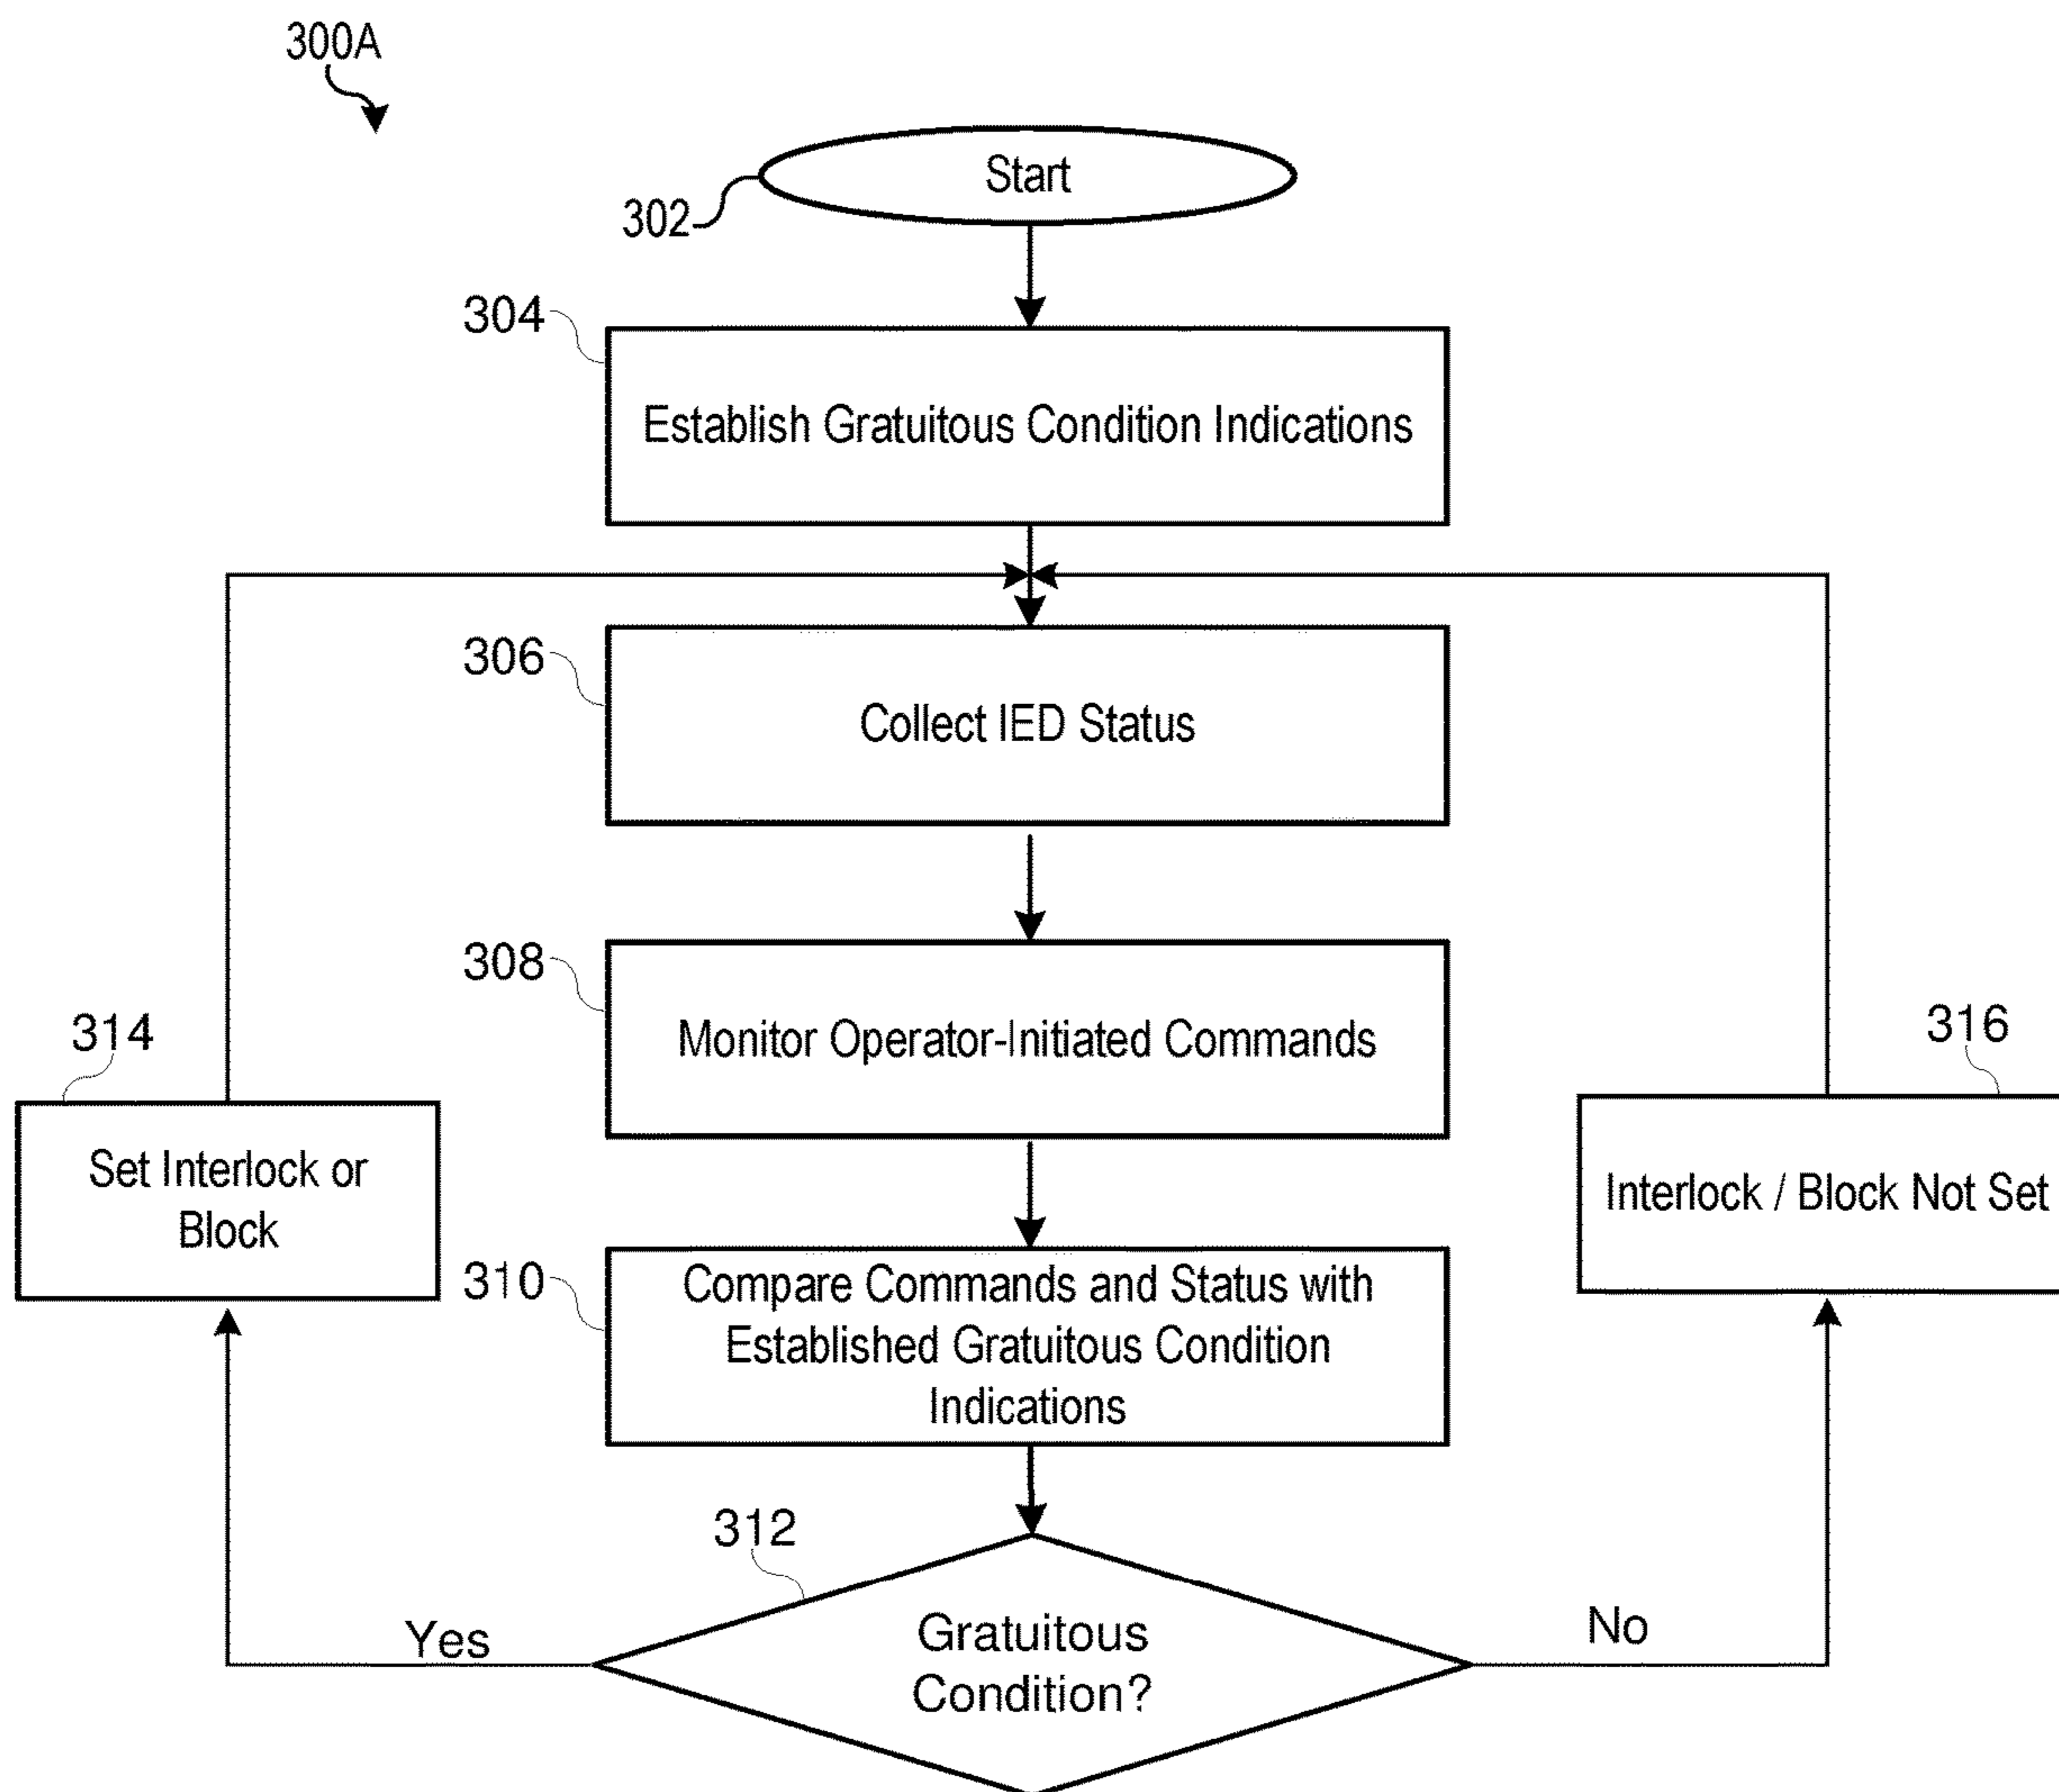 300A
Start
302
304
Establish Gratuitous Condition Indications
306
Collect IED Status
308
Monitor Operator-Initiated Commands
314
Set Interlock or
Block
316
Interlock / Block Not Set
310
Compare Commands and Status with
Established Gratuitous Condition
Indications
312
Gratuitous
Condition?
Yes
No